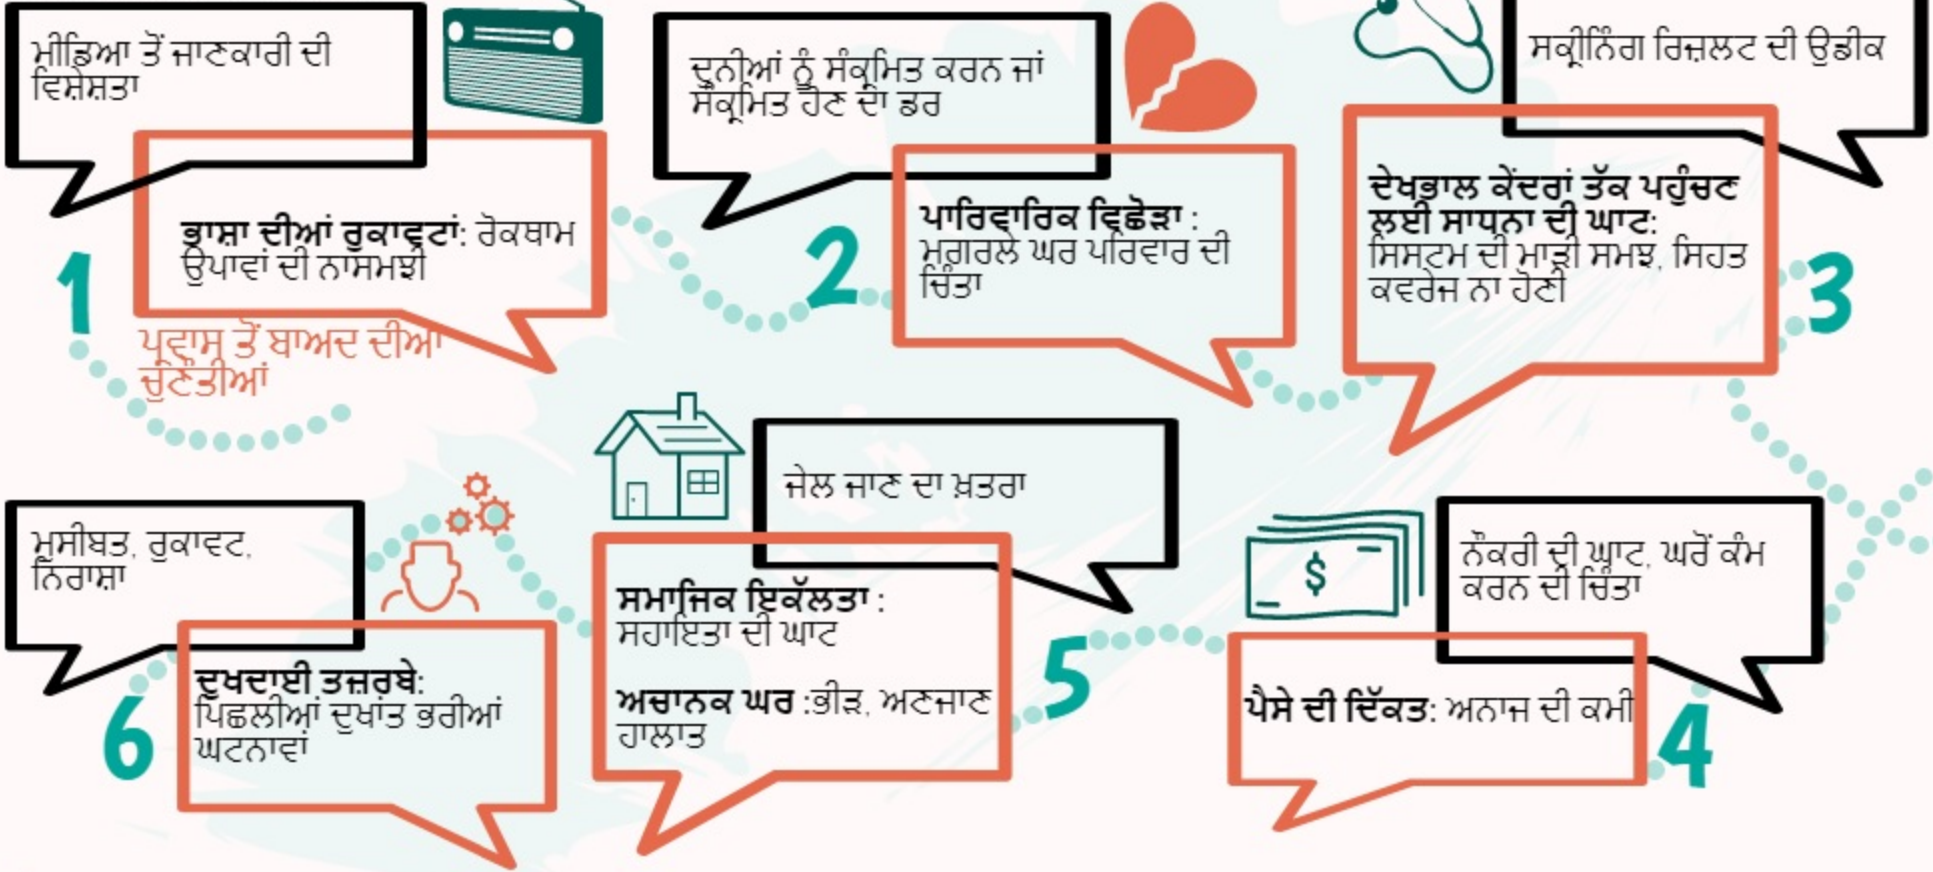 ਮੀਡਿਆ ਤੋਂ ਜਾਣਕਾਰੀ ਦੀ
ਵਿਸ਼ੇਸ਼ਤਾ
ਭਾਸ਼ਾ ਦੀਆਂ ਰੁਕਾਵਟਾਂ: ਰੋਕਥਾਮ
ਉਪਾਵਾਂ ਦੀ ਨਾਸਮਝੀ
1
ਪ੍ਰਵਾਸ ਤੋਂ ਬਾਅਦ ਦੀਆਂ
ਚੁਣੌਤੀਆਂ
ਦੁਨੀਆਂ ਨੂੰ ਸੰਕ੍ਰਮਿਤ ਕਰਨ ਜਾਂ
ਸੰਕ੍ਰਮਿਤ ਹੋਣ ਦਾ ਡਰ
2
ਪਾਰਿਵਾਰਿਕ ਵਿਛੋੜਾ :
ਮਗਰਲੇ ਘਰ ਪਰਿਵਾਰ ਦੀ
ਚਿੰਤਾ
ਸਕ੍ਰੀਨਿੰਗ ਰਿਜ਼ਲਟ ਦੀ ਉਡੀਕ
ਦੇਖਭਾਲ ਕੇਂਦਰਾਂ ਤੱਕ ਪਹੁੰਚਣ
ਲਈ ਸਾਧਨਾ ਦੀ ਘਾਟ:
ਸਿਸਟਮ ਦੀ ਮਾੜੀ ਸਮਝ, ਸਿਹਤ
ਕਵਰੇਜ ਨਾ ਹੋਣੀ
3
ਨੌਕਰੀ ਦੀ ਘਾਟ, ਘਰੋਂ ਕੰਮ
ਕਰਨ ਦੀ ਚਿੰਤਾ
$
ਪੈਸੇ ਦੀ ਦਿੱਕਤ: ਅਨਾਜ ਦੀ ਕਮੀ
4
ਜੇਲ ਜਾਣ ਦਾ ਖ਼ਤਰਾ
ਸਮਾਜਿਕ ਇਕੱਲਤਾ :
ਸਹਾਇਤਾ ਦੀ ਘਾਟ
ਅਚਾਨਕ ਘਰ :ਭੀੜ, ਅਣਜਾਣ
ਹਾਲਾਤ
5
ਮੁਸੀਬਤ, ਰੁਕਾਵਟ,
ਨਿਰਾਸ਼ਾ
ਦੁਖਦਾਈ ਤਜ਼ਰਬੇ:
ਪਿਛਲੀਆਂ ਦੁਖਾਂਤ ਭਰੀਆਂ
ਘਟਨਾਵਾਂ
6